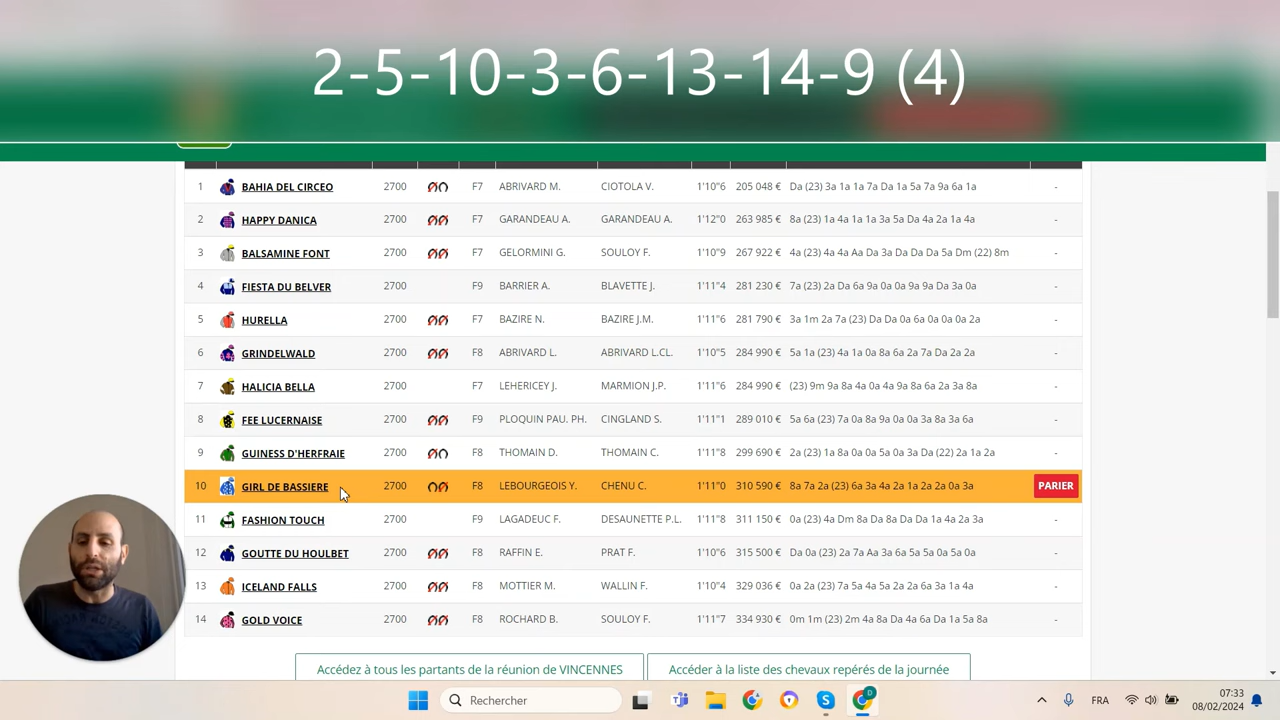 2-5-10-3-6-13-14-9 (4)
1 BAHIA DEL CIRCEO 2700 F7 ABRIVARD M. CIOTOLA V. 1'10"6 205 048 € Da (23) 3a 1a 1a 7a Da 1a 5a 7a 9a 6a 1a -
2 HAPPY DANICA 2700 F7 GARANDEAU A. GARANDEAU A. 1'12"0 263 985 € 8a (23) 1a 4a 1a 1a 3a 5a Da 4a 2a 1a 4a -
3 BALSAMINE FONT 2700 F7 GELORMINI G. SOULOY F. 1'10"9 267 922 € 4a (23) 4a 4a Aa Da 3a Da Da Da 5a Dm (22) 8m -
4 FIESTA DU BELVER 2700 F9 BARRIER A. BLAVETTE J. 1'11"4 281 230 € 7a (23) 2a Da 6a 9a 0a 0a 9a 3a Da 3a 0a -
5 HURELLA 2700 F7 BAZIRE N. BAZIRE J.M. 1'11"6 281 790 € 3a 1m 2a 7a (23) Da Da 0a 6a 0a 0a 0a 2a -
6 GRINDELWALD 2700 F8 ABRIVARD L. ABRIVARD L.CL. 1'10"5 284 990 € 5a 1a (23) 4a 1a 0a 8a 6a 2a 7a Da 2a 2a -
7 HALICIA BELLA 2700 F7 LEHERICEY J. MARMION J.P. 1'11"6 284 990 € (23) 9m 9a 8a 4a 0a 4a 9a 8a 6a 2a 3a 8a -
8 FEE LUCERNAISE 2700 F9 PLOQUIN PAU. PH. CINGLAND S. 1'11"1 289 010 € 5a 6a (23) 7a 0a 8a 9a 0a 0a 3a 8a 3a 6a -
9 GUINESS D'HERFRAIE 2700 F8 THOMAIN D. THOMAIN C. 1'11"8 299 690 € 2a (23) 1a 8a 0a 0a 5a 0a 3a Da (22) 2a 1a 2a -
10 GIRL DE BASSIERE 2700 F8 LEBOURGEOIS Y. CHENU C. 1'11"0 310 590 € 8a 7a 2a (23) 6a 3a 4a 2a 1a 2a 2a 0a 3a PARIER
11 FASHION TOUCH 2700 F9 LAGADEUC F. DESAUNETTE P.L. 1'11"8 311 150 € 0a (23) 4a Dm 8a Da 8a Da Da 1a 4a 2a 3a -
12 GOUTTE DU HOULBET 2700 F8 RAFFIN E. PRAT F. 1'10"6 315 500 € Da 0a (23) 2a 7a Aa 3a 6a 5a 5a 0a 5a 0a -
13 ICELAND FALLS 2700 F8 MOTTIER M. WALLIN F. 1'10"4 329 036 € 0a 2a (23) 7a 5a 4a 5a 2a 2a 6a 3a 1a 4a -
14 GOLD VOICE 2700 F8 ROCHARD B. SOULOY F. 1'11"7 334 930 € 0m 1m (23) 2m 4a 8a Da 4a 6a Da 1a 5a 8a -
Accédez à tous les partants de la réunion de VINCENNES Accéder à la liste des chevaux repérés de la journée
Rechercher FRA 07:33
08/02/2024